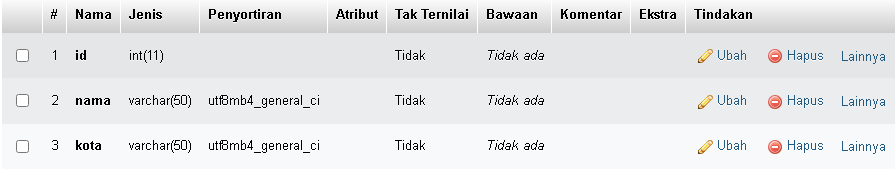 # Nama Jenis Penyortiran Atribut Tak Ternilai Bawaan Komentar Ekstra Tindakan
1 id int(11) Tidak Tidak ada Ubah Hapus Lainnya
2 nama varchar(50) utf8mb4_general_ci Tidak Tidak ada Ubah Hapus Lainnya
3 kota varchar(50) utf8mb4_general_ci Tidak Tidak ada Ubah Hapus Lainnya